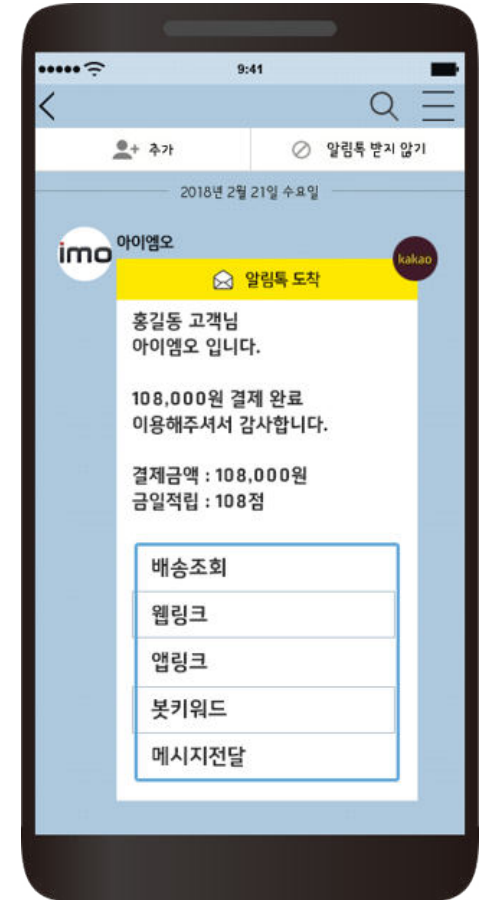 9:41
추가
알림톡 받지 않기
2018년 2월 21일 수요일
imo
아이엠오
kakao
알림톡 도착
홍길동 고객님
아이엠오 입니다.
108,000원 결제 완료
이용해주셔서 감사합니다.
결제금액 : 108,000원
금일적립 : 108점
배송조회
웹링크
앱링크
봇키워드
메시지전달